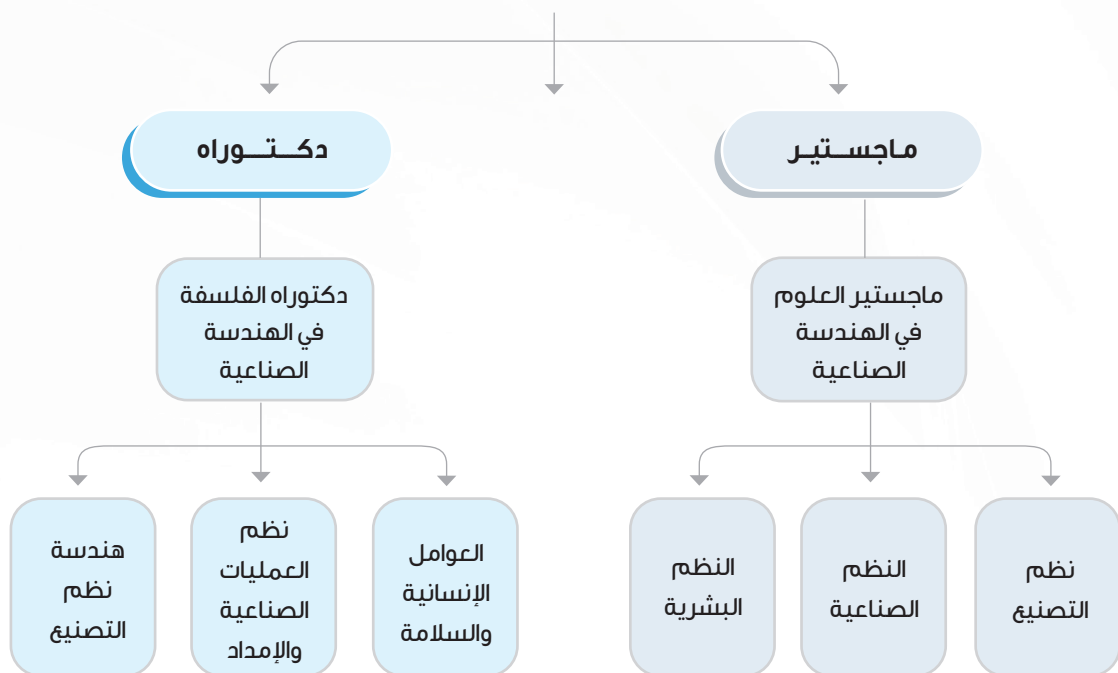 ماجستير
ماجستير العلوم
في الهندسة
الصناعية
نظم
التصنيع
النظم
الصناعية
النظم
البشرية
دكتوراه
دكتوراه الفلسفة
في الهندسة
الصناعية
العوامل
الإنسانية
والسلامة
نظم
العمليات
الصناعية
والإمداد
هندسة
نظم
التصنيع